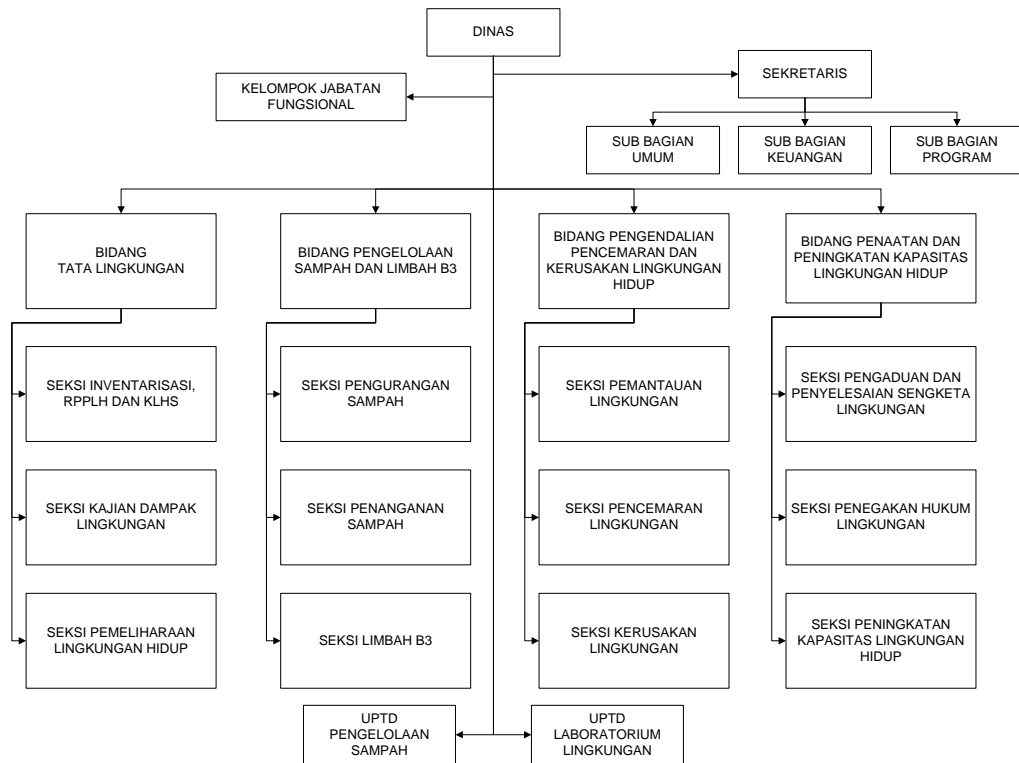 DINAS
SEKRETARIS
KELOMPOK JABATAN
FUNGSIONAL
SUB BAGIAN
UMUM
SUB BAGIAN
KEUANGAN
SUB BAGIAN
PROGRAM
BIDANG
TATA LINGKUNGAN
BIDANG PENGELOLAAN
SAMPAH DAN LIMBAH B3
BIDANG PENGENDALIAN
PENCEMARAN DAN
KERUSAKAN LINGKUNGAN
HIDUP
BIDANG PENAATAN DAN
PENINGKATAN KAPASITAS
LINGKUNGAN HIDUP
SEKSI INVENTARISASI,
RPPLH DAN KLHS
SEKSI PENGURANGAN
SAMPAH
SEKSI PEMANTAUAN
LINGKUNGAN
SEKSI PENGADUAN DAN
PENYELESAIAN SENGKETA
LINGKUNGAN
SEKSI KAJIAN DAMPAK
LINGKUNGAN
SEKSI PENANGANAN
SAMPAH
SEKSI PENCEMARAN
LINGKUNGAN
SEKSI PENEGAKAN HUKUM
LINGKUNGAN
SEKSI PEMELIHARAAN
LINGKUNGAN HIDUP
SEKSI LIMBAH B3
SEKSI KERUSAKAN
LINGKUNGAN
SEKSI PENINGKATAN
KAPASITAS LINGKUNGAN
HIDUP
UPTD
PENGELOLAAN
SAMPAH
UPTD
LABORATORIUM
LINGKUNGAN